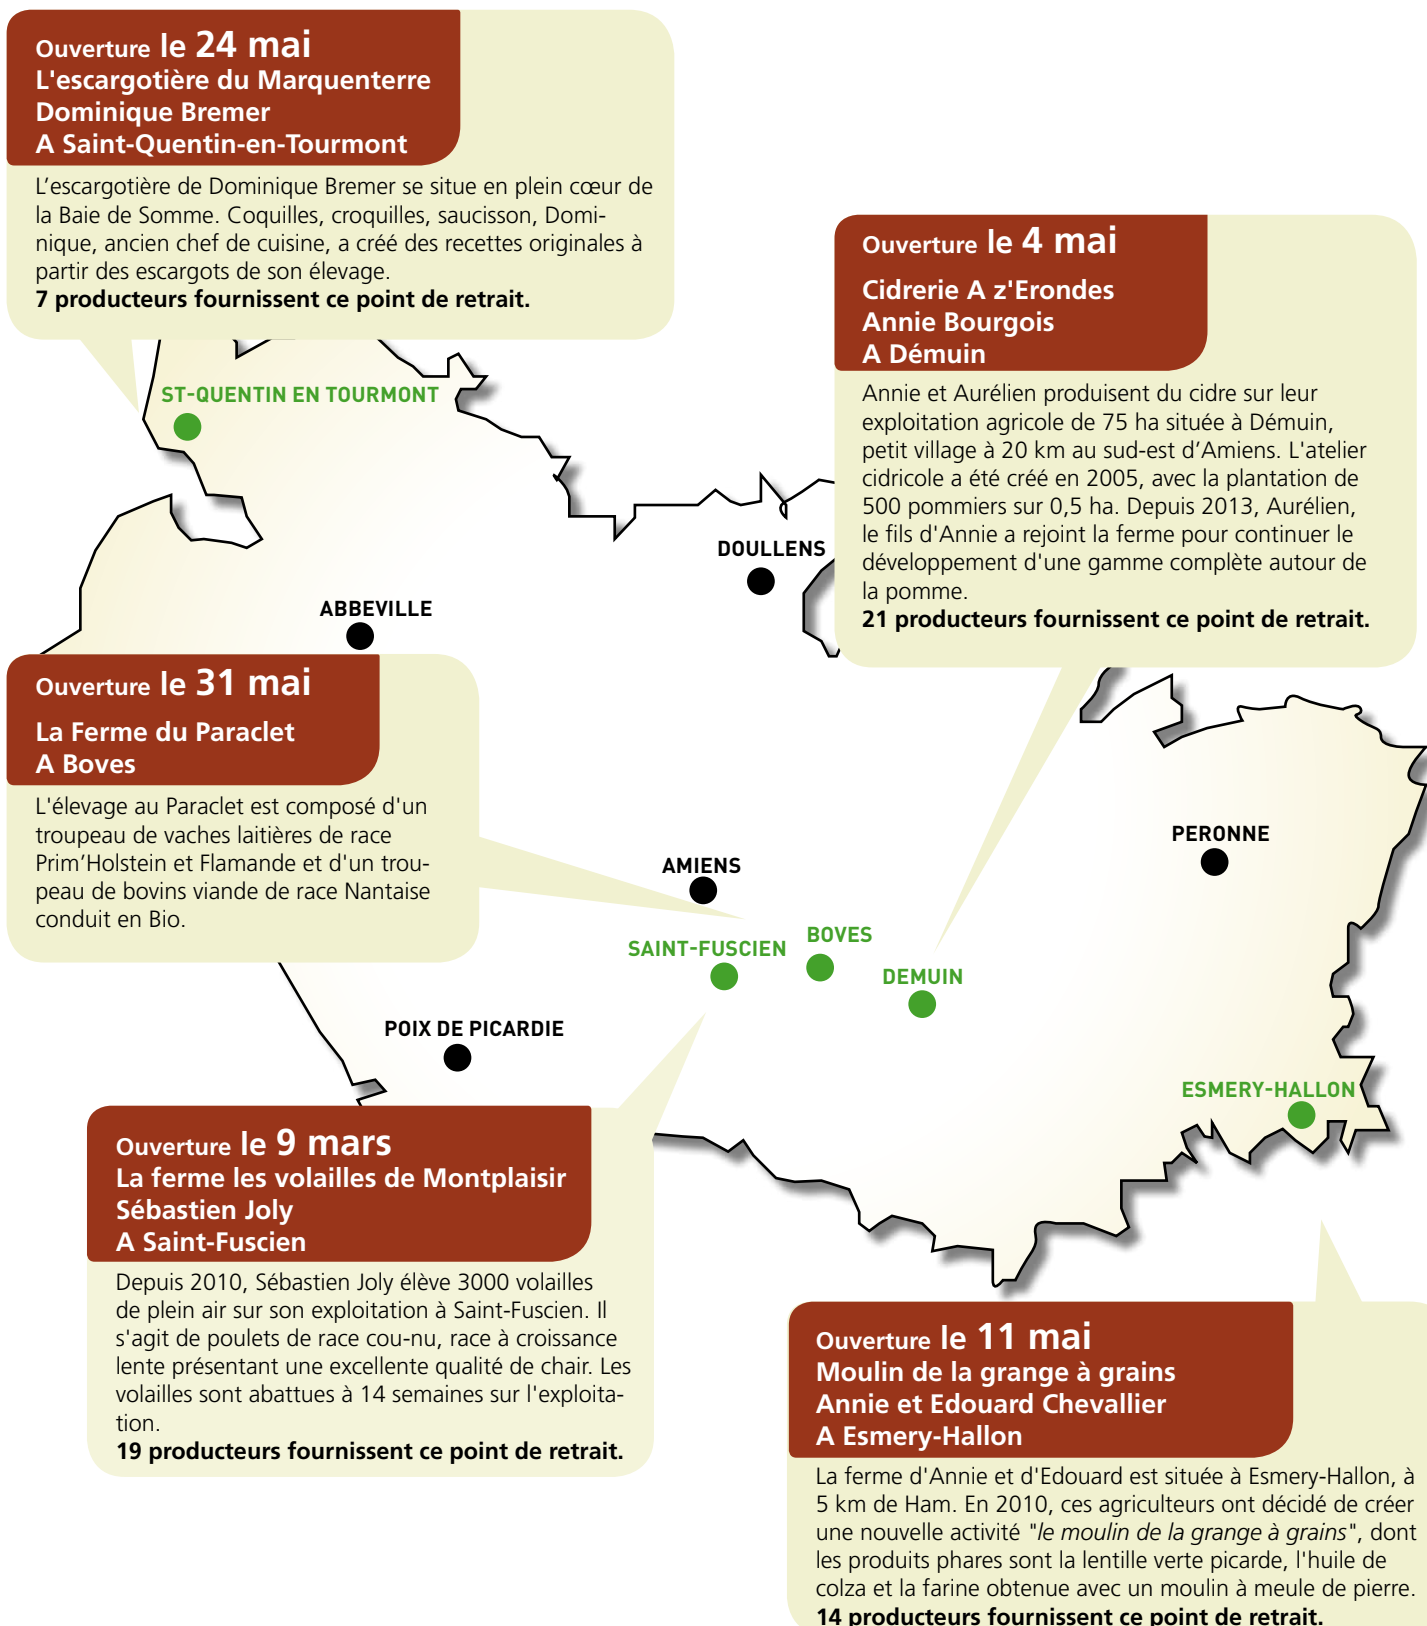 Ouverture le 24 mai
L'escargotière du Marquenterre
Dominique Bremer
A Saint-Quentin-en-Tourmont
L’escargotière de Dominique Bremer se situe en plein cœur de
la Baie de Somme. Coquilles, croquilles, saucisson, Domi-
nique, ancien chef de cuisine, a créé des recettes originales à
partir des escargots de son élevage.
7 producteurs fournissent ce point de retrait.
Ouverture le 4 mai
Cidrerie A z'Erondes
Annie Bourgois
A Démuin
Annie et Aurélien produisent du cidre sur leur
exploitation agricole de 75 ha située à Démuin,
petit village à 20 km au sud-est d’Amiens. L'atelier
cidricole a été créé en 2005, avec la plantation de
500 pommiers sur 0,5 ha. Depuis 2013, Aurélien,
le fils d'Annie a rejoint la ferme pour continuer le
développement d'une gamme complète autour de
la pomme.
21 producteurs fournissent ce point de retrait.
ST-QUENTIN EN TOURMONT
DOULLENS
ABBEVILLE
Ouverture le 31 mai
La Ferme du Paraclet
A Boves
L'élevage au Paraclet est composé d'un
troupeau de vaches laitières de race
Prim’Holstein et Flamande et d'un trou-
peau de bovins viande de race Nantaise
conduit en Bio.
PERONNE
AMIENS
SAINT-FUSCIEN
BOVES
DEMUIN
POIX DE PICARDIE
ESMERY-HALLON
Ouverture le 9 mars
La ferme les volailles de Montplaisir
Sébastien Joly
A Saint-Fuscien
Depuis 2010, Sébastien Joly élève 3000 volailles
de plein air sur son exploitation à Saint-Fuscien. Il
s'agit de poulets de race cou-nu, race à croissance
lente présentant une excellente qualité de chair. Les
volailles sont abattues à 14 semaines sur l'exploita-
tion.
19 producteurs fournissent ce point de retrait.
Ouverture le 11 mai
Moulin de la grange à grains
Annie et Edouard Chevallier
A Esmery-Hallon
La ferme d'Annie et d'Edouard est située à Esmery-Hallon, à
5 km de Ham. En 2010, ces agriculteurs ont décidé de créer
une nouvelle activité "le moulin de la grange à grains", dont
les produits phares sont la lentille verte picarde, l'huile de
colza et la farine obtenue avec un moulin à meule de pierre.
14 producteurs fournissent ce point de retrait.